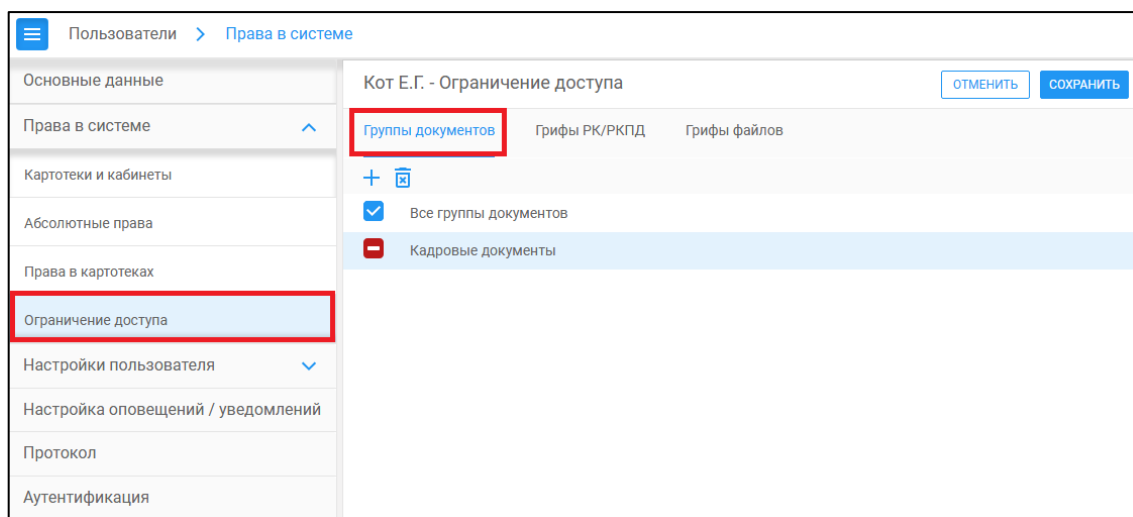 Пользователи > Права в системе
Основные данные
Права в системе
Картотеки и кабинеты
Абсолютные права
Права в картотеках
Ограничение доступа
Настройки пользователя
Настройка оповещений / уведомлений
Протокол
Аутентификация
Кот Е.Г. - Ограничение доступа
ОТМЕНИТЬ
СОХРАНИТЬ
Группы документов
Грифы РК/РКПД
Грифы файлов
Все группы документов
Кадровые документы